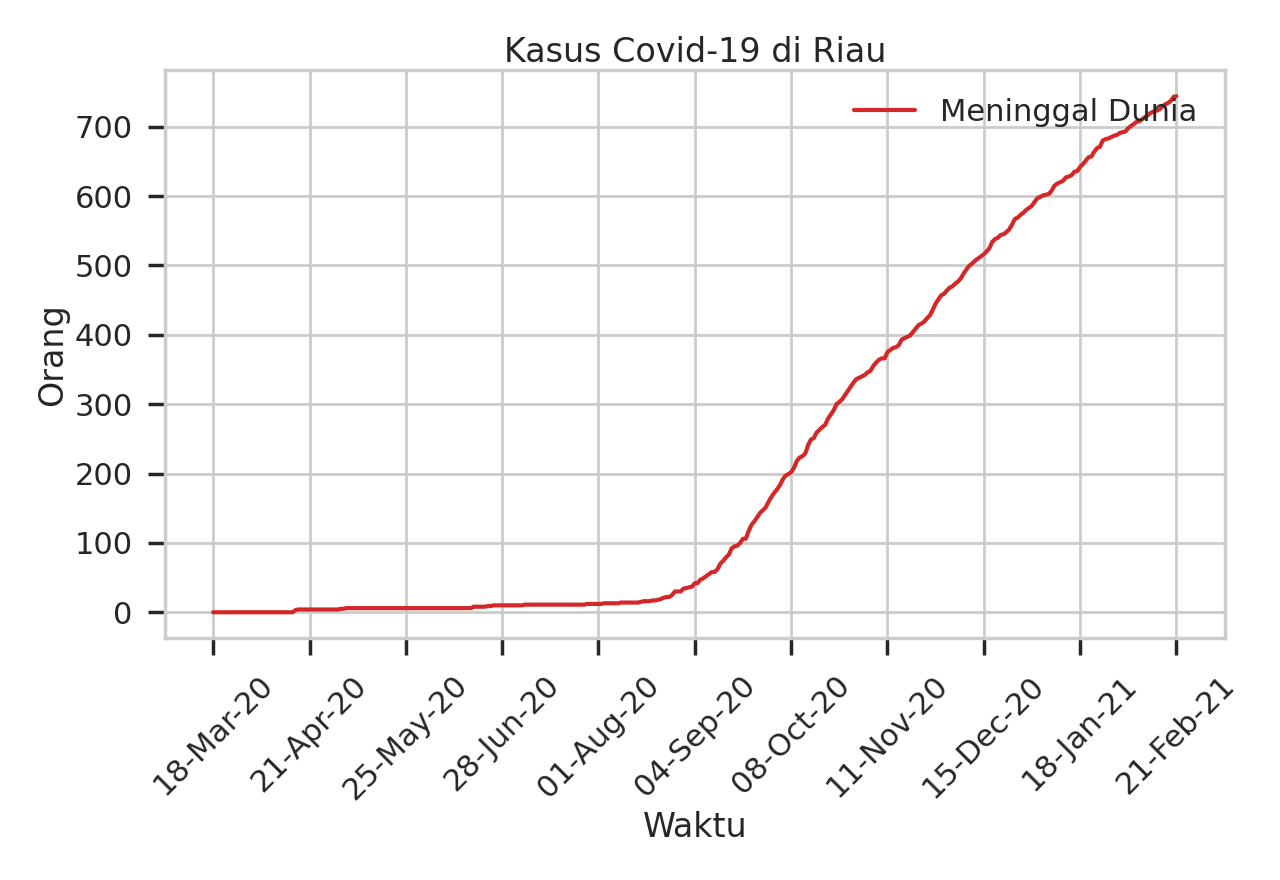 Kasus Covid-19 di Riau
Meninggal Dunia
Orang
700
600
500
400
300
200
100
0
18-Mar-20
21-Apr-20
25-May-20
28-Jun-20
01-Aug-20
04-Sep-20
08-Oct-20
11-Nov-20
15-Dec-20
18-Jan-21
21-Feb-21
Waktu